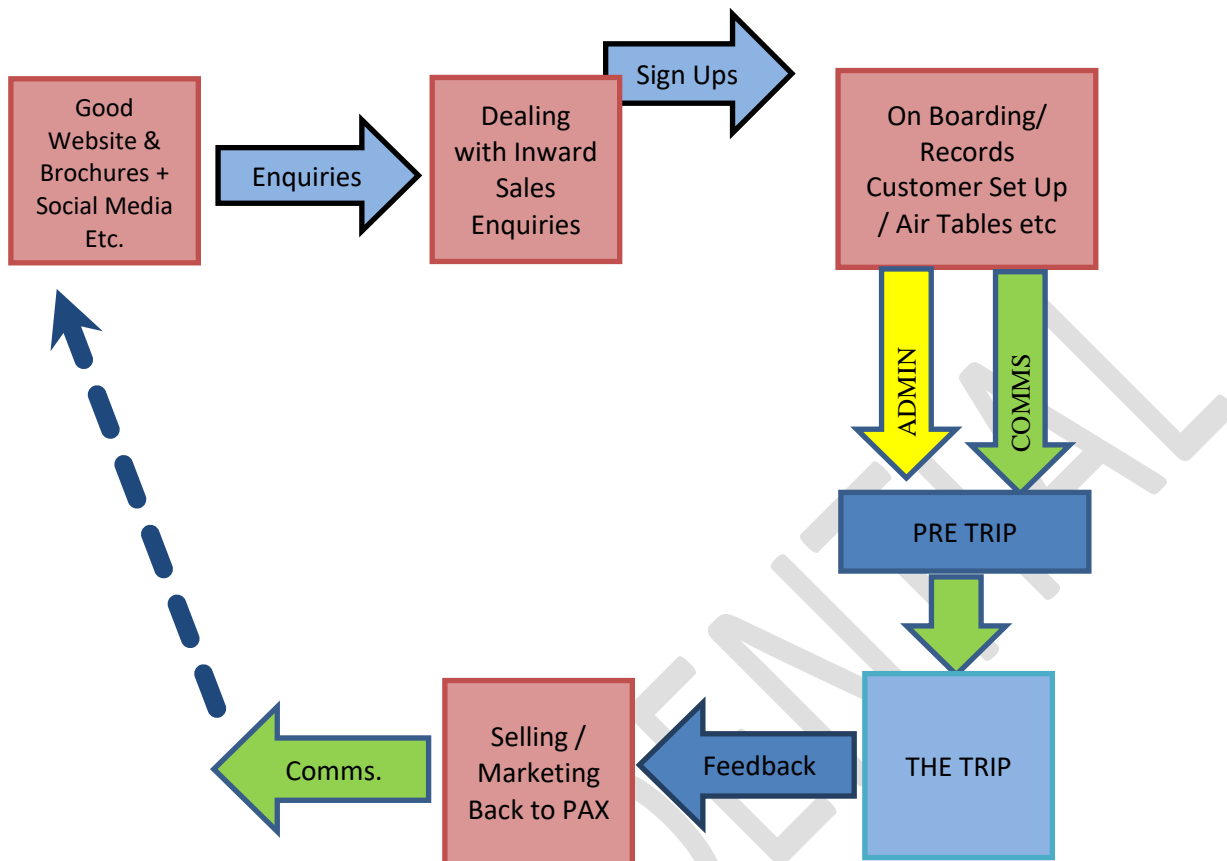 Good
Website &
Brochures +
Social Media
Etc.
Enquiries
Dealing
with Inward
Sales
Enquiries
Sign Ups
On Boarding/
Records
Customer Set Up
/ Air Tables etc
ADMIN
COMMS
PRE TRIP
THE TRIP
Feedback
Selling /
Marketing
Back to PAX
Comms.
DENTIAL